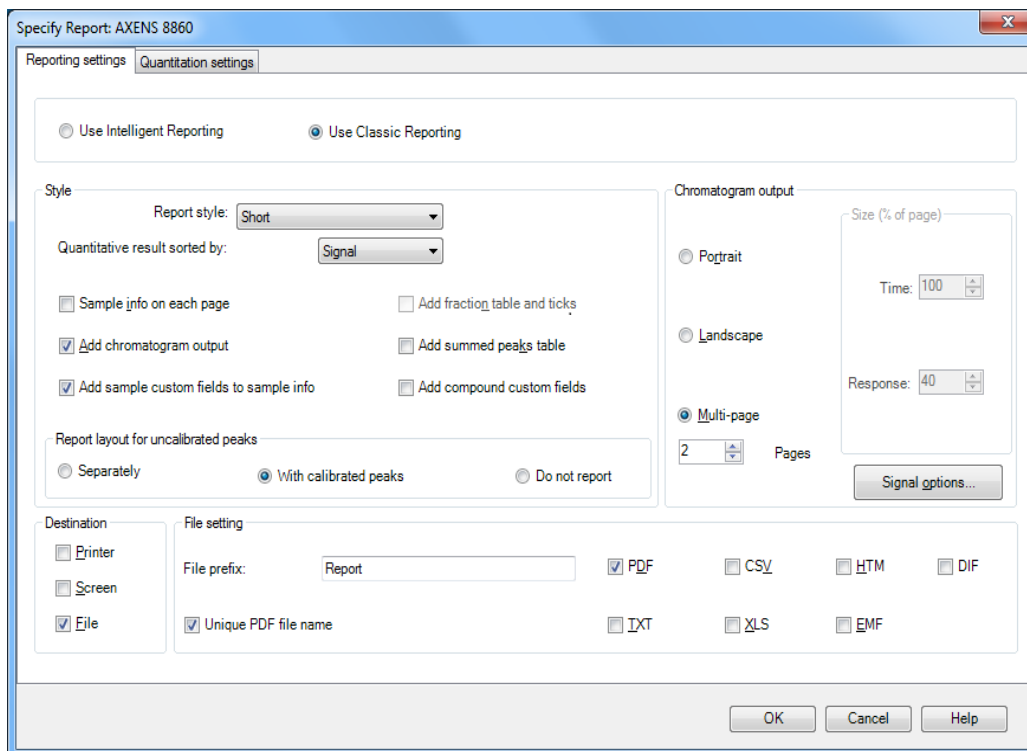 Specify Report: AXENS 8860
Reporting settings
Quantitation settings
Use Intelligent Reporting
Use Classic Reporting
Style
Report style:
Short
Quantitative result sorted by:
Signal
Sample info on each page
Add fraction table and ticks
Add chromatogram output
Add summed peaks table
Add sample custom fields to sample info
Add compound custom fields
Report layout for uncalibrated peaks
Separately
With calibrated peaks
Do not report
Chromatogram output
Size (% of page)
Portrait
Time:
100
Landscape
Response:
40
Multi-page
2
Pages
Signal options...
Destination
Printer
Screen
File
File setting
File prefix:
Report
PDF
CSV
HTM
DIF
Unique PDF file name
TXT
XLS
EMF
OK
Cancel
Help